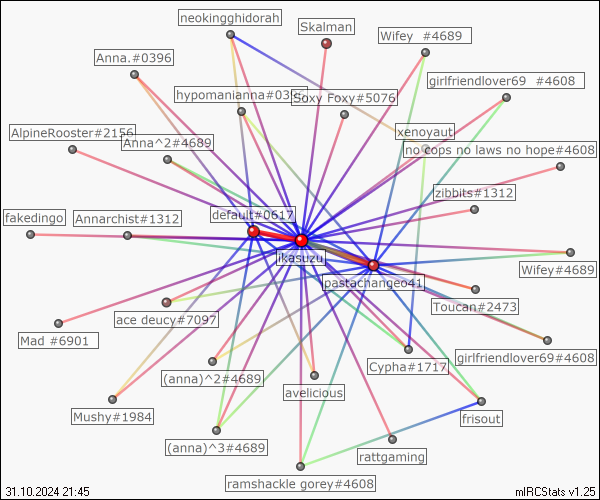 neokingghidorah
Skalman
Wifey #4689
Anna.#0396
girlfriendlover69 #4608
hypomanianna#03
Soxy Foxy#5076
AlpineRooster#2156
xenoyaut
Anna^2#4689
no cops no laws no hope#4608
zibbits#1312
fakedingo
Annarchist#1312
default#0617
ikasuzu
Wifey#4689
pastachangeo41
Toucan#2473
ace deucy#7097
Mad #6901
girlfriendlover69#4608
Cypha#1717
(anna)^2#4689
avelicious
Mushy#1984
frisout
(anna)^3#4689
rattgaming
ramshackle gorey#4608
31.10.2024 21:45
mIRCStats v1.25